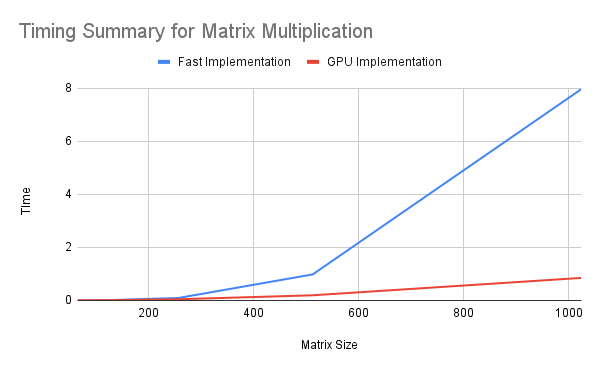 Timing Summary for Matrix Multiplication
Fast Implementation GPU Implementation
8
6
4
2
0
Time
200 400 600 800 1000
Matrix Size